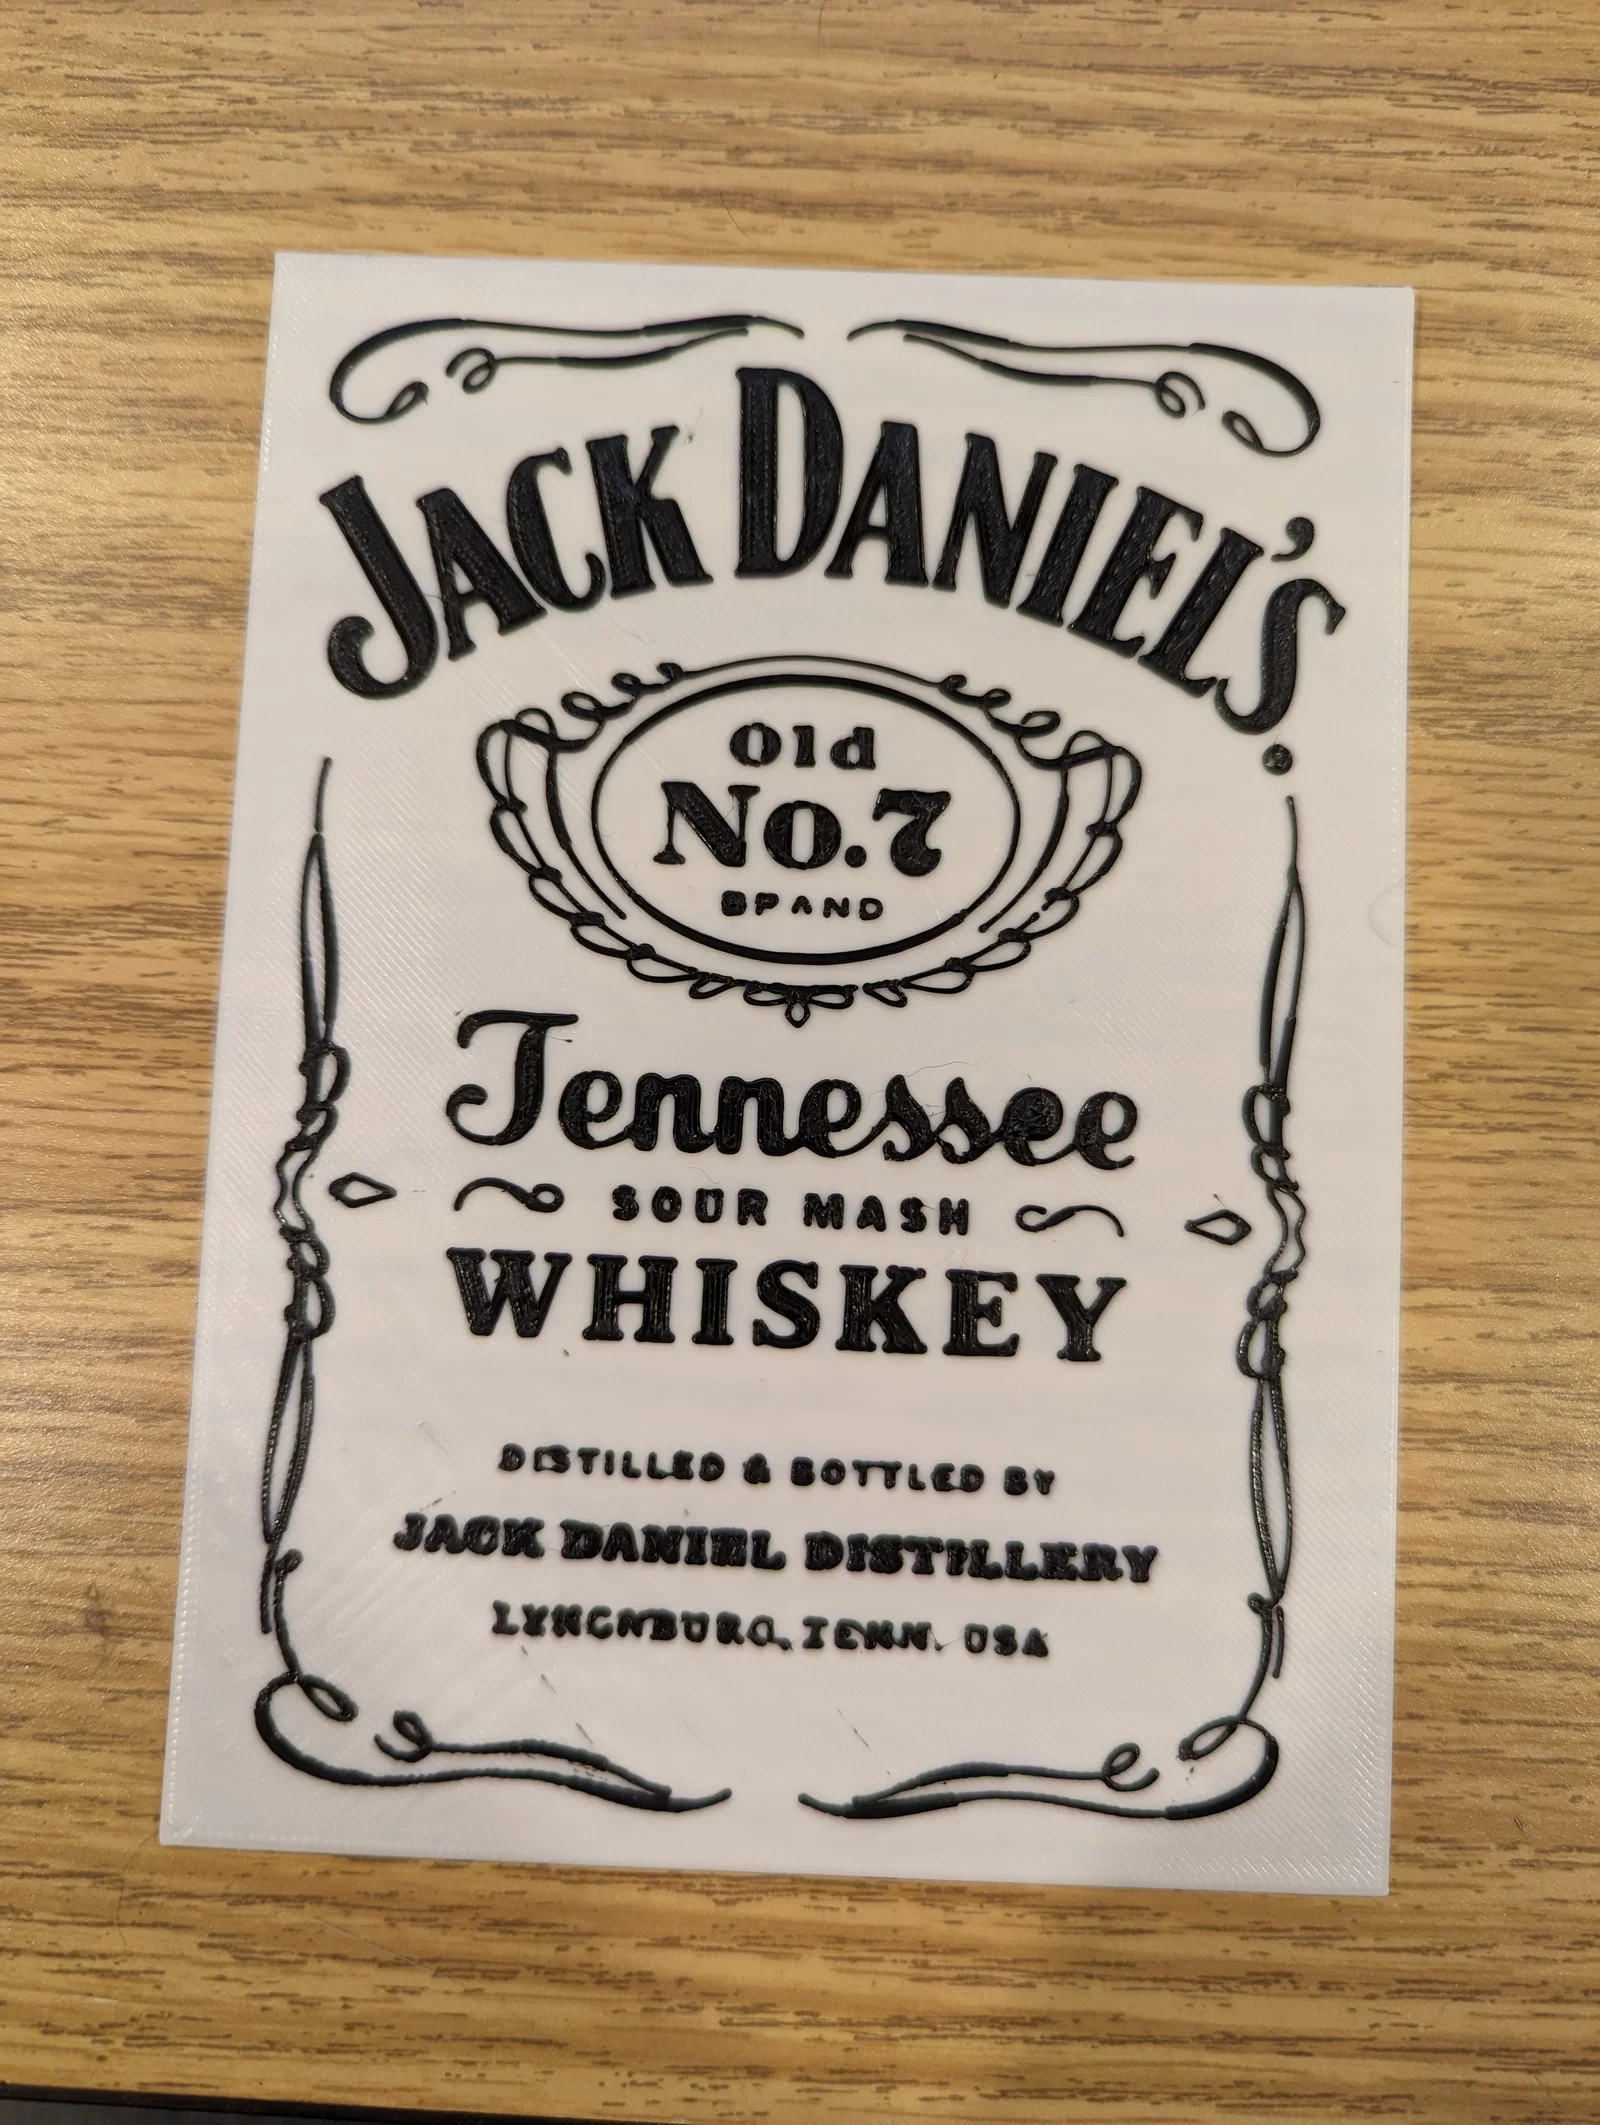 JACK DANIEL'S
Old
No.7
BRAND
Tennessee
SOUR MASH
WHISKEY
DISTILLED & BOTTLED BY
JACK DANIEL DISTILLERY
LYNCHBURG, TENN. USA